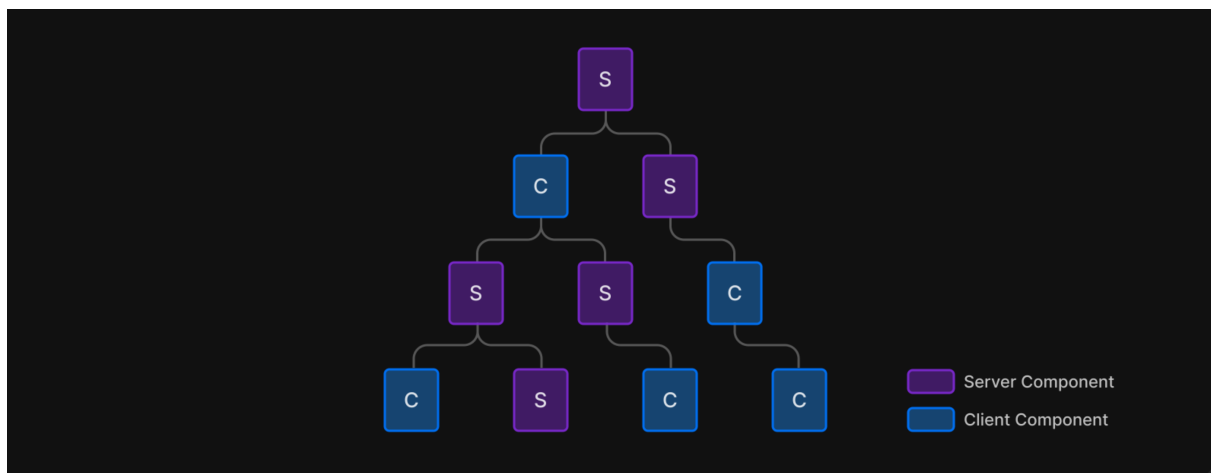 S
C S
S S C
C S C C
Server Component
Client Component